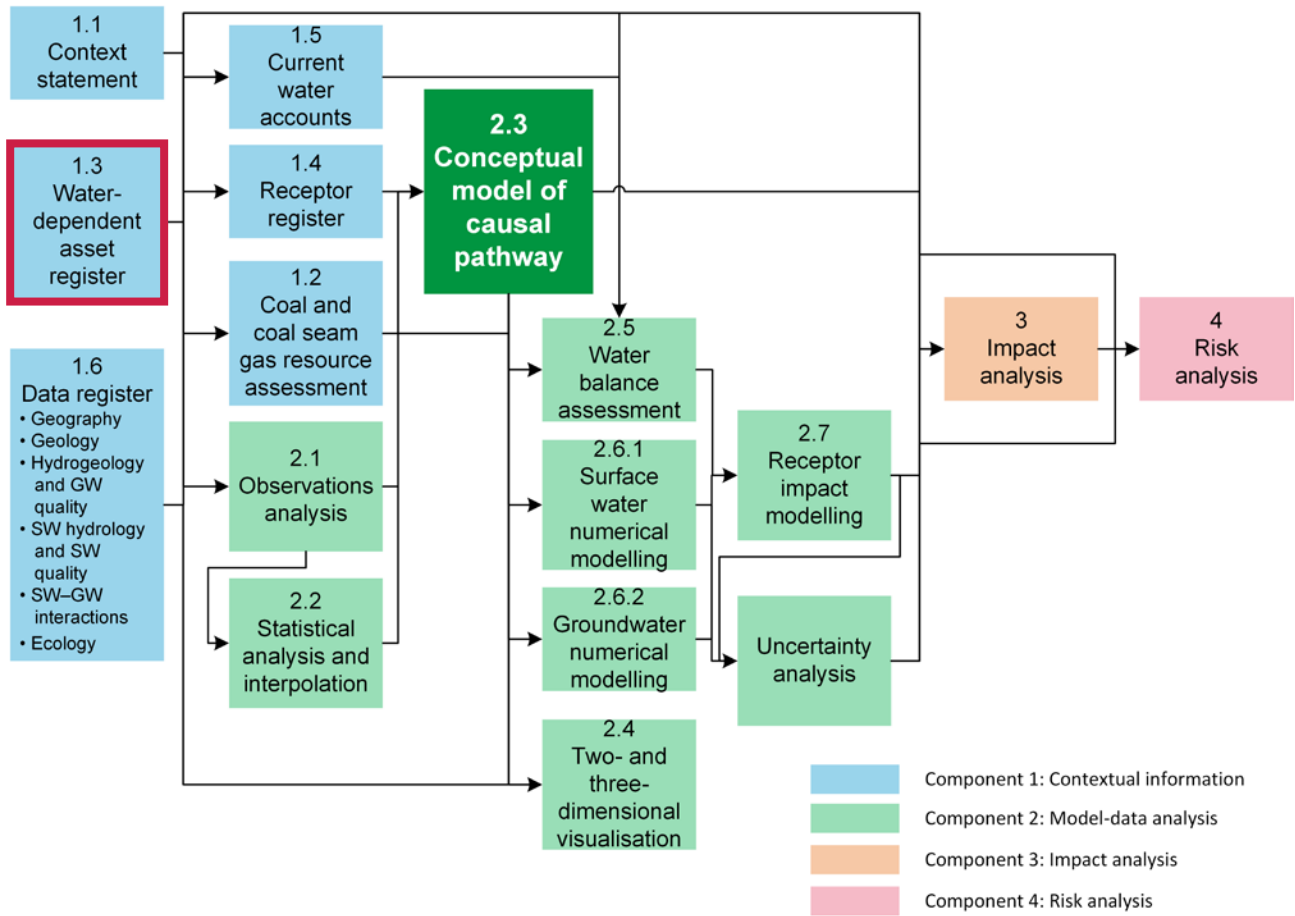 1.1
Context
statement
1.3
Water-
dependent
asset
register
1.6
Data register
• Geography
• Geology
• Hydrogeology
and GW
quality
• SW hydrology
and SW
quality
• SW–GW
interactions
• Ecology
1.5
Current
water
accounts
1.4
Receptor
register
1.2
Coal and
coal seam
gas resource
assessment
2.1
Observations
analysis
2.2
Statistical
analysis and
interpolation
2.3
Conceptual
model of
causal
pathway
2.5
Water
balance
assessment
2.6.1
Surface
water
numerical
modelling
2.6.2
Groundwater
numerical
modelling
2.4
Two- and
three-
dimensional
visualisation
2.7
Receptor
impact
modelling
Uncertainty
analysis
3
Impact
analysis
4
Risk
analysis
Component 1: Contextual information
Component 2: Model-data analysis
Component 3: Impact analysis
Component 4: Risk analysis